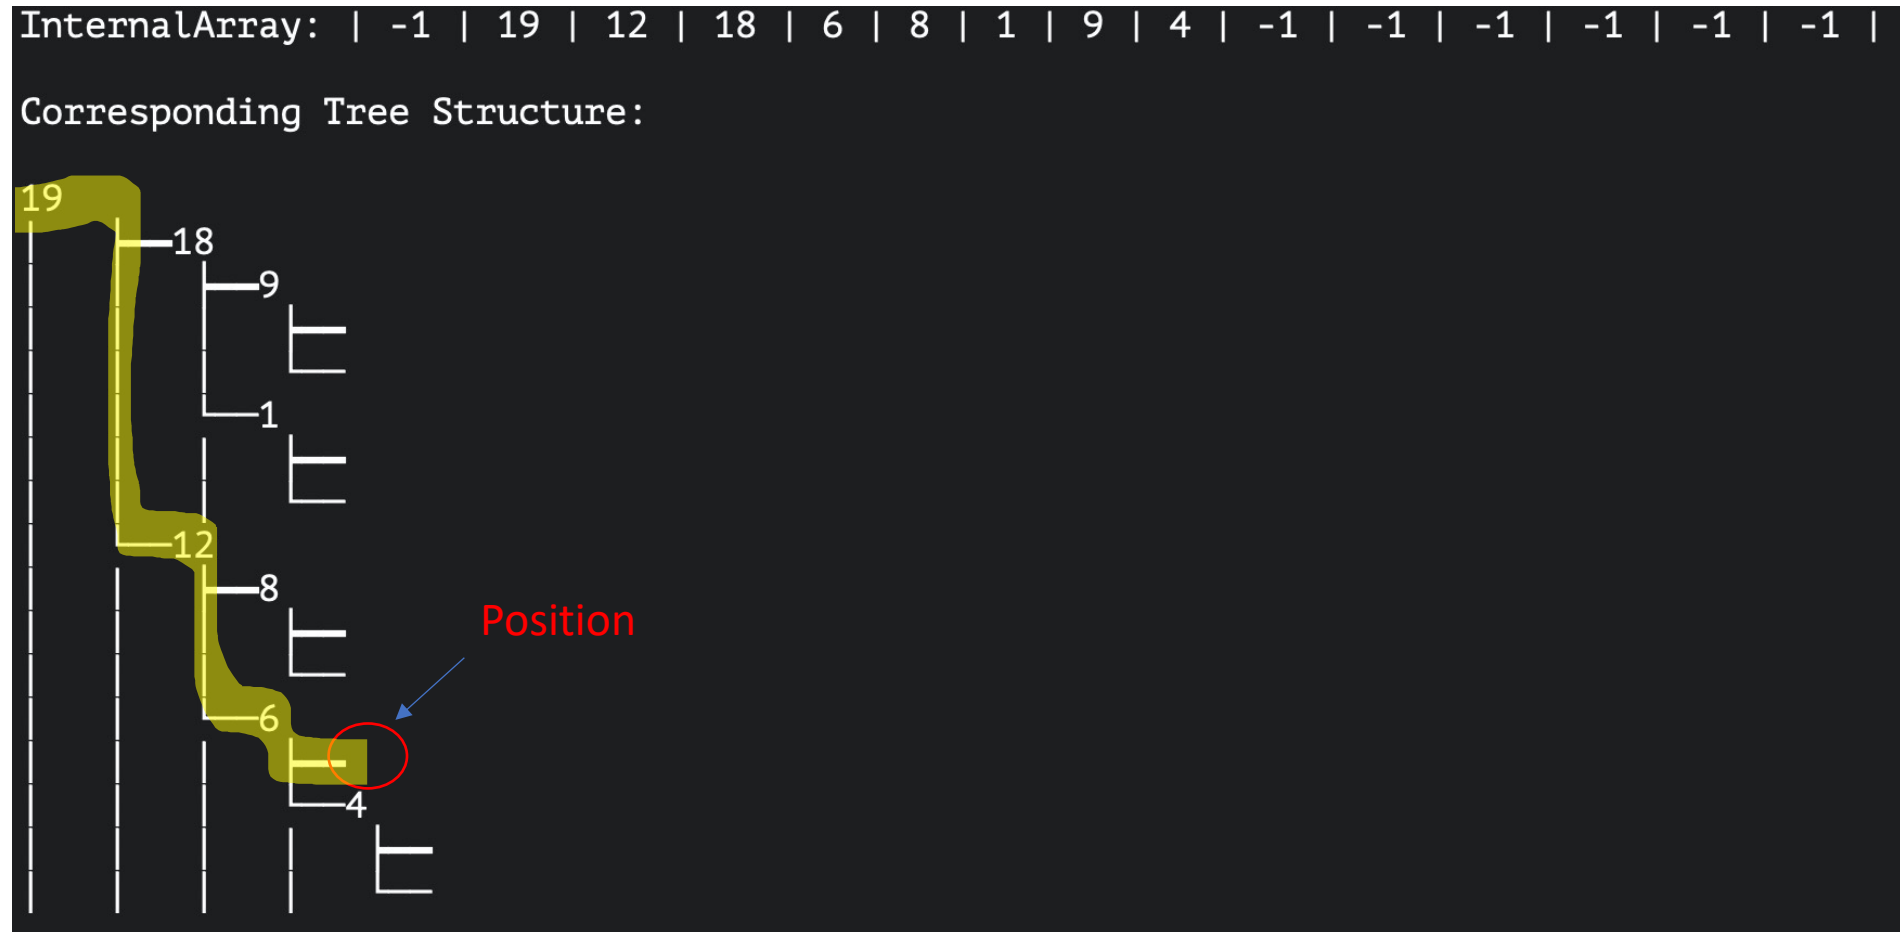 InternalArray: | -1 | 19 | 12 | 18 | 6 | 8 | 1 | 9 | 4 | -1 | -1 | -1 | -1 | -1 | -1 |
Corresponding Tree Structure:
19
18
9
1
12
8
Position
6
4